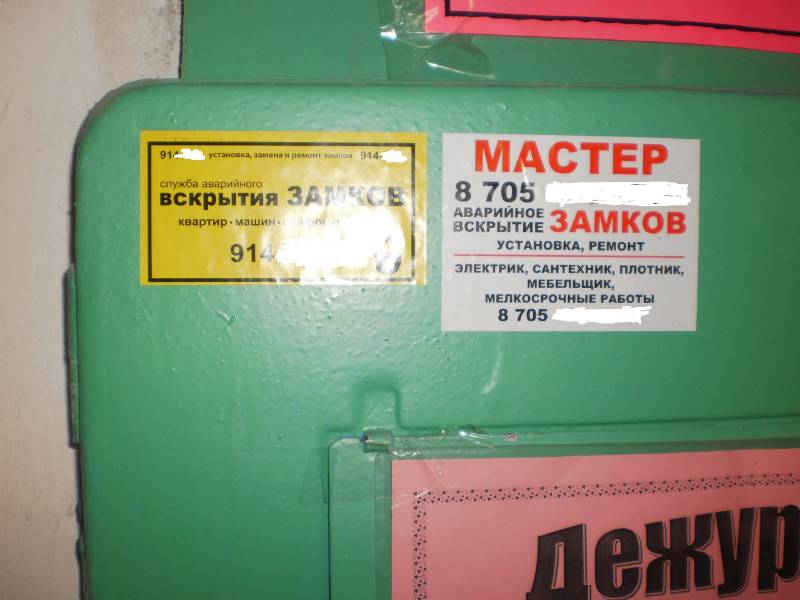 914- установка, замена и ремонт замков 914-
служба аварийного
вскрытия ЗАМКОВ
квартир•машин•сейфов•
914-
МАСТЕР
8 705
АВАРИЙНОЕ
ВСКРЫТИЕ ЗАМКОВ
УСТАНОВКА, РЕМОНТ
ЭЛЕКТРИК, САНТЕХНИК, ПЛОТНИК,
МЕБЕЛЬЩИК,
МЕЛКОСРОЧНЫЕ РАБОТЫ
8 705
дежур